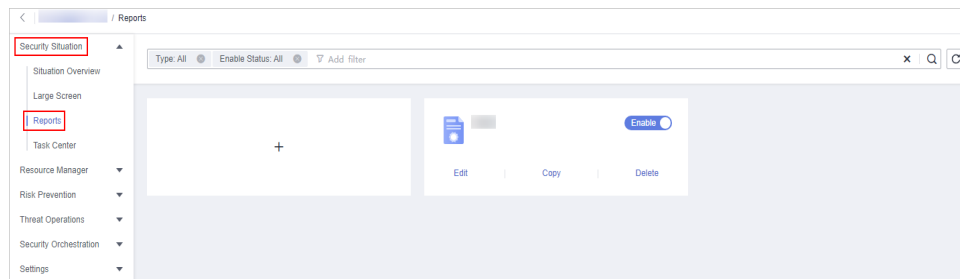 / Reports
Security Situation
Type: All Enable Status: All Add filter
Situation Overview
Large Screen
Reports
Enable
Task Center
+
Resource Manager
Edit Copy Delete
Risk Prevention
Threat Operations
Security Orchestration
Settings